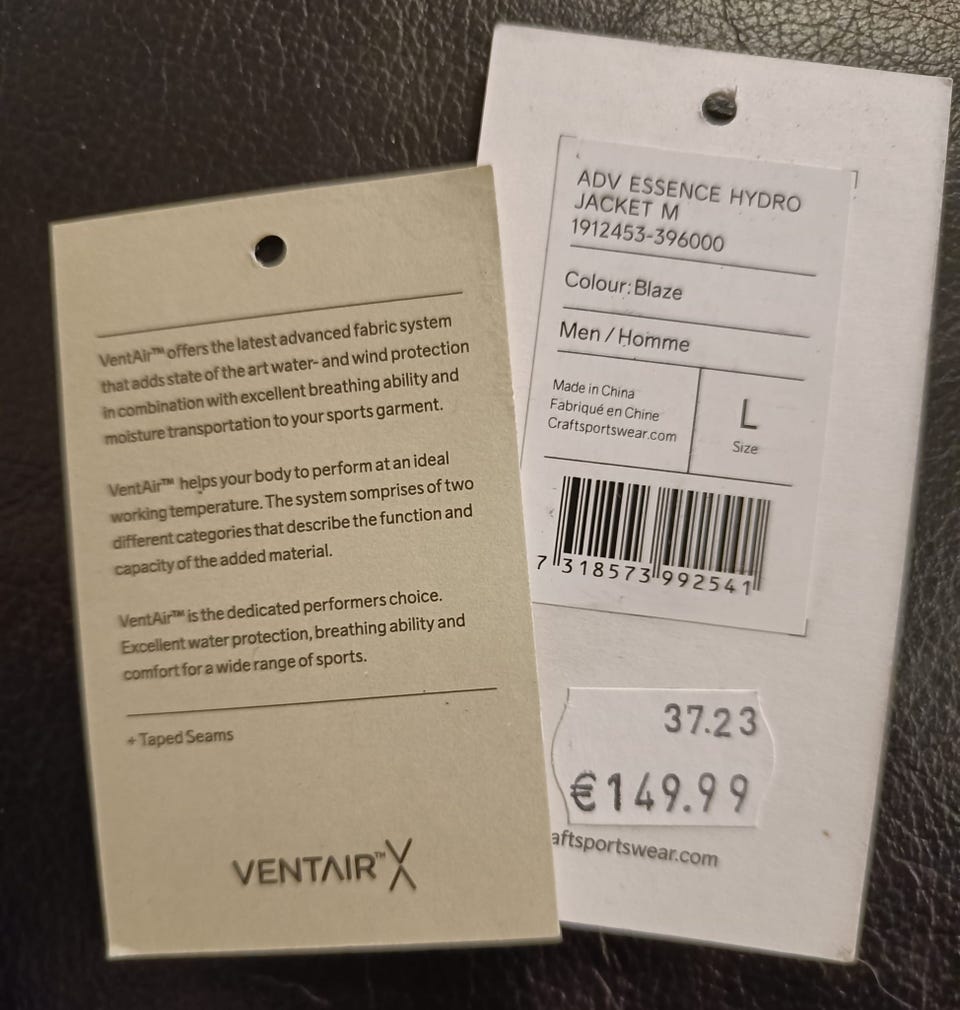 VentAir™ offers the latest advanced fabric system
that adds state of the art water- and wind protection
in combination with excellent breathing ability and
moisture transportation to your sports garment.
VentAir™ helps your body to perform at an ideal
working temperature. The system somprises of two
different categories that describe the function and
capacity of the added material.
VentAir™ is the dedicated performers choice.
Excellent water protection, breathing ability and
comfort for a wide range of sports.
+ Taped Seams
VENTAIR™ X
ADV ESSENCE HYDRO
JACKET M
1912453-396000
Colour: Blaze
Men / Homme
Made in China
Fabriqué en Chine
Craftsportswear.com
L
Size
7 318573 992541
37.23
€149.99
aftsportswear.com